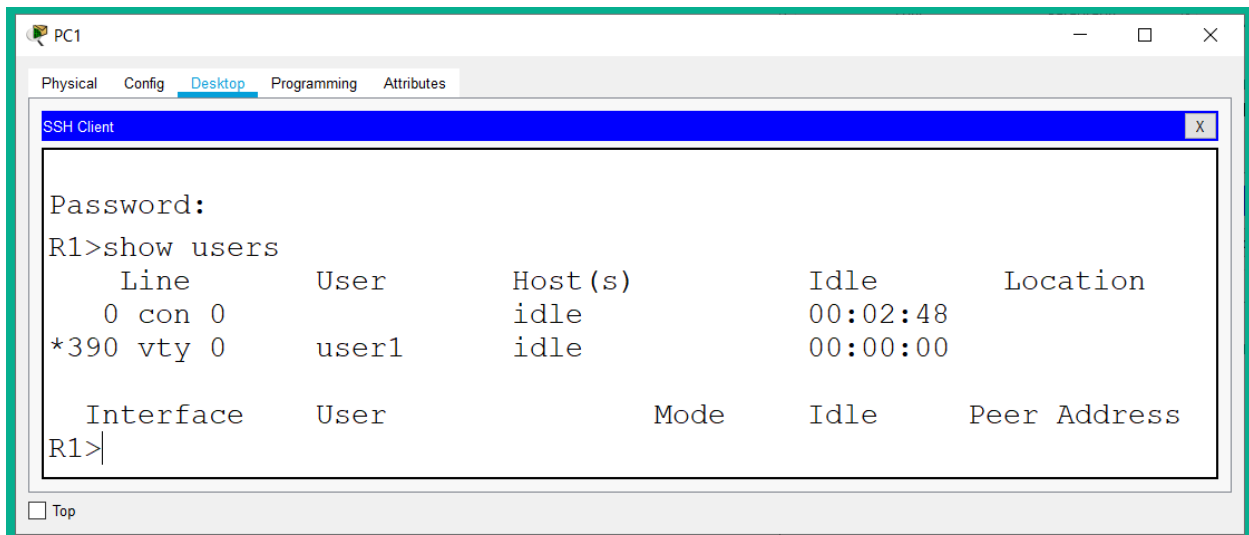 PC1
Physical Config Desktop Programming Attributes
SSH Client X
Password:
R1>show users
Line User Host(s) Idle Location
0 con 0 idle 00:02:48
*390 vty 0 user1 idle 00:00:00
Interface User Mode Idle Peer Address
R1>
Top